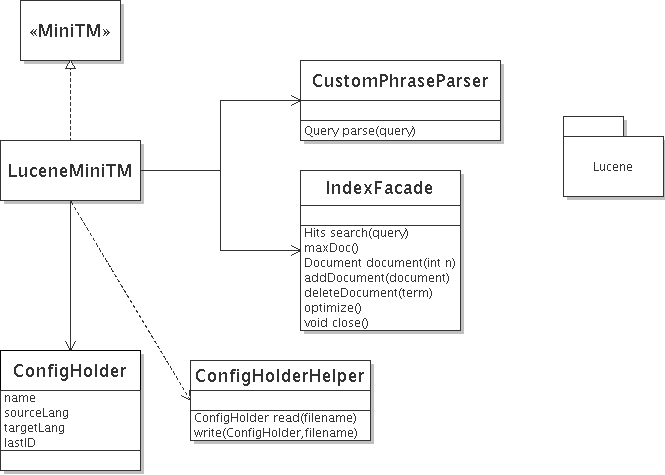 «MiniTM»
LuceneMiniTM
CustomPhraseParser
Query parse(query)
IndexFacade
Hits search(query)
maxDoc()
Document document(int n)
addDocument(document)
deleteDocument(term)
optimize()
void close()
Lucene
ConfigHolder
name
sourceLang
targetLang
lastID
ConfigHolderHelper
ConfigHolder read(filename)
write(ConfigHolder,filename)